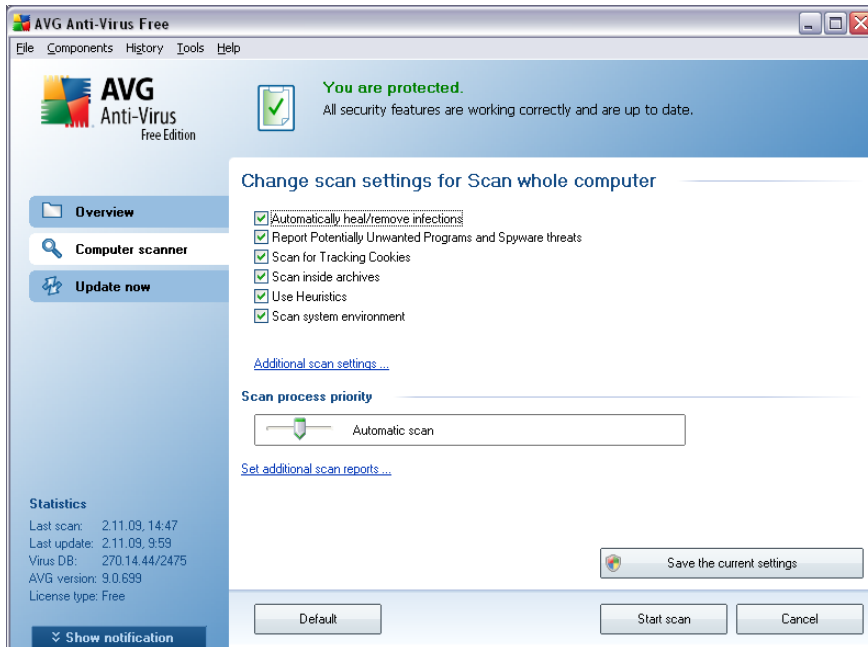 AVG Anti-Virus Free
File Components History Tools Help
AVG
Anti-Virus
Free Edition
You are protected.
All security features are working correctly and are up to date.
Overview
Computer scanner
Update now
Change scan settings for Scan whole computer
Automatically heal/remove infections
Report Potentially Unwanted Programs and Spyware threats
Scan for Tracking Cookies
Scan inside archives
Use Heuristics
Scan system environment
Additional scan settings ...
Scan process priority
Automatic scan
Set additional scan reports ...
Statistics
Last scan: 2.11.09, 14:47
Last update: 2.11.09, 9:59
Virus DB: 270.14.44/2475
AVG version: 9.0.699
License type: Free
Show notification
Save the current settings
Default
Start scan
Cancel